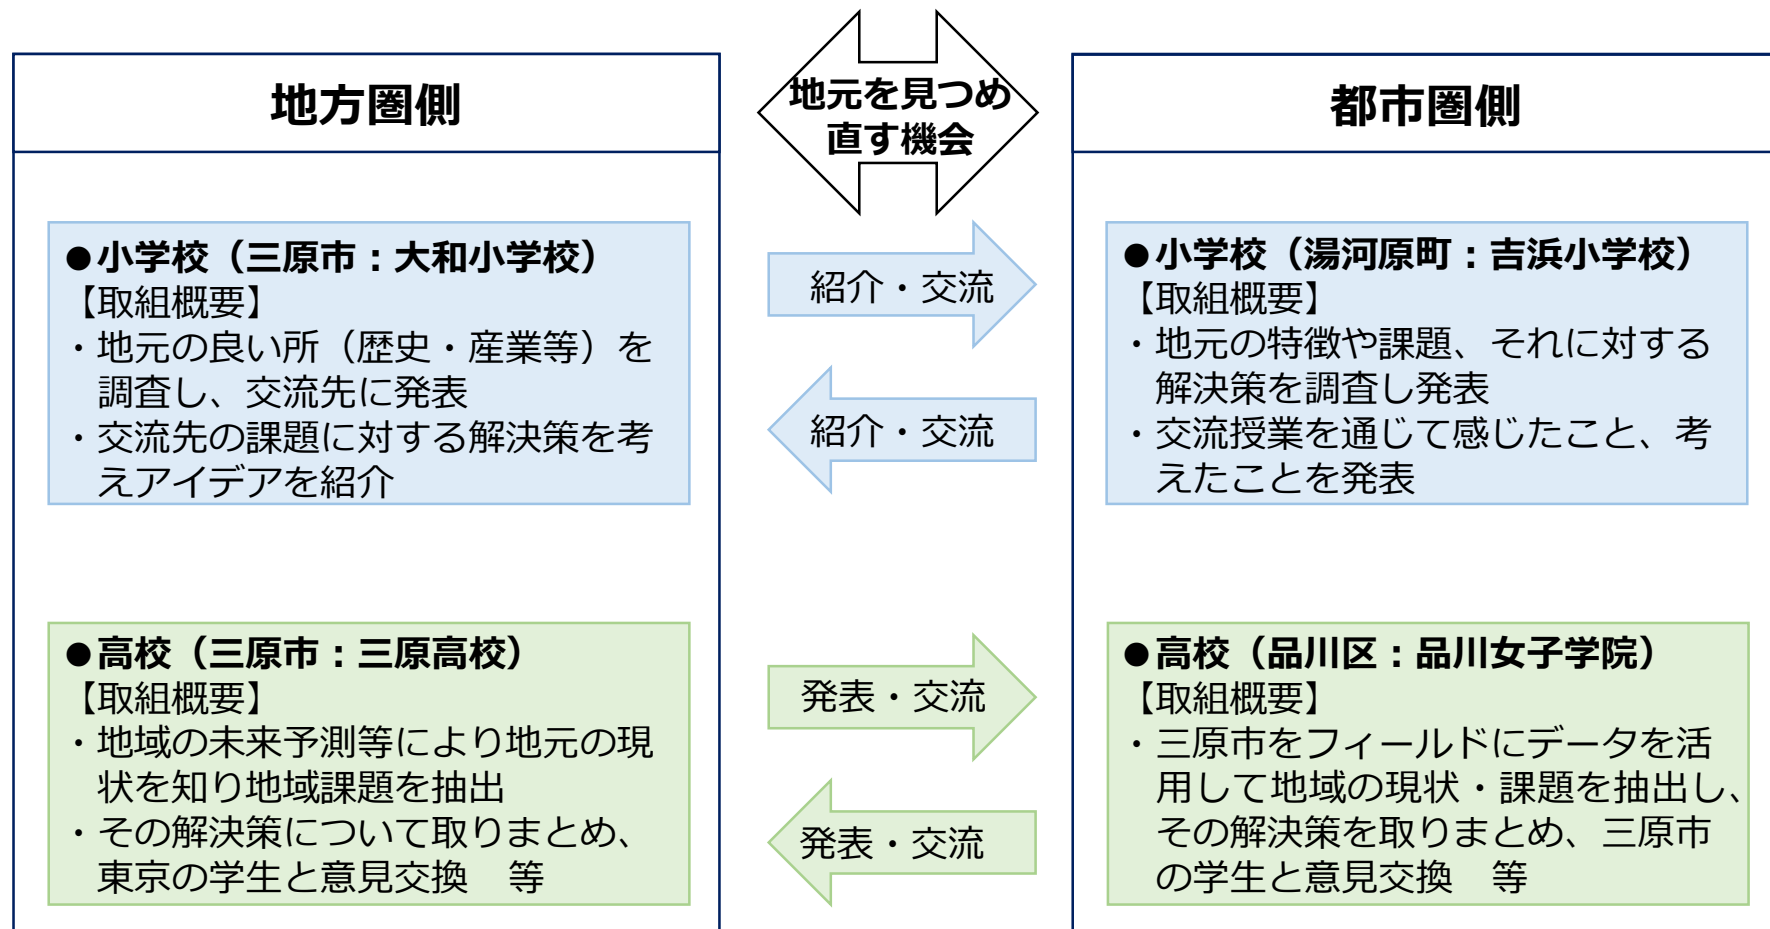 地方圏側
地元を見つめ
直す機会
都市圏側
●小学校（三原市：大和小学校）
【取組概要】
・地元の良い所（歴史・産業等）を
調査し、交流先に発表
・交流先の課題に対する解決策を考
えアイデアを紹介
紹介・交流
紹介・交流
●小学校（湯河原町：吉浜小学校）
【取組概要】
・地元の特徴や課題、それに対する
解決策を調査し発表
・交流授業を通じて感じたこと、考
えたことを発表
●高校（三原市：三原高校）
【取組概要】
・地域の未来予測等により地元の現
状を知り地域課題を抽出
・その解決策について取りまとめ、
東京の学生と意見交換　等
発表・交流
発表・交流
●高校（品川区：品川女子学院）
【取組概要】
・三原市をフィールドにデータを活
用して地域の現状・課題を抽出し、
その解決策を取りまとめ、三原市
の学生と意見交換　等